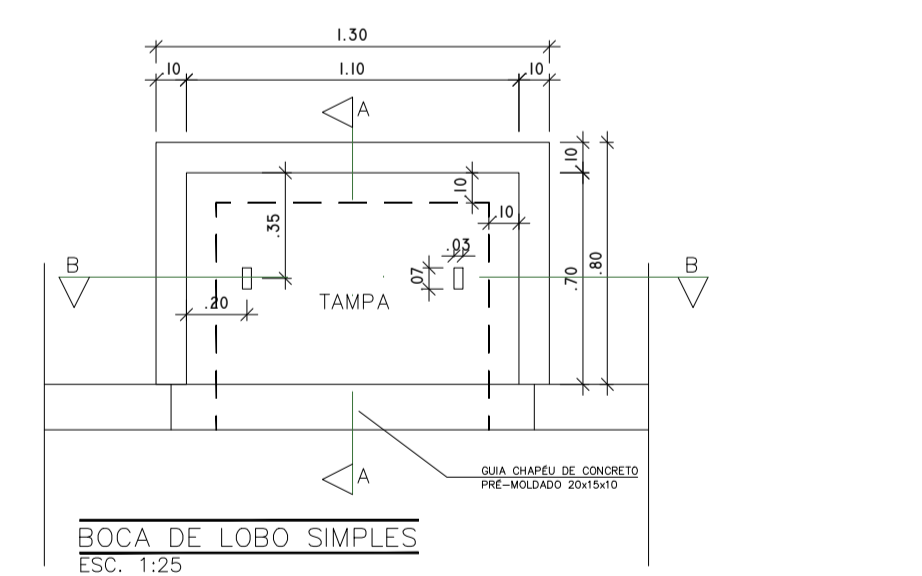 1.30
.10 1.10 .10
A
.10
.10
.35
.10
.03
B
B
.07
.70
.80
.20
TAMPA
A
GUIA CHAPÉU DE CONCRETO
PRÉ-MOLDADO 20x15x10
BOCA DE LOBO SIMPLES
ESC. 1:25